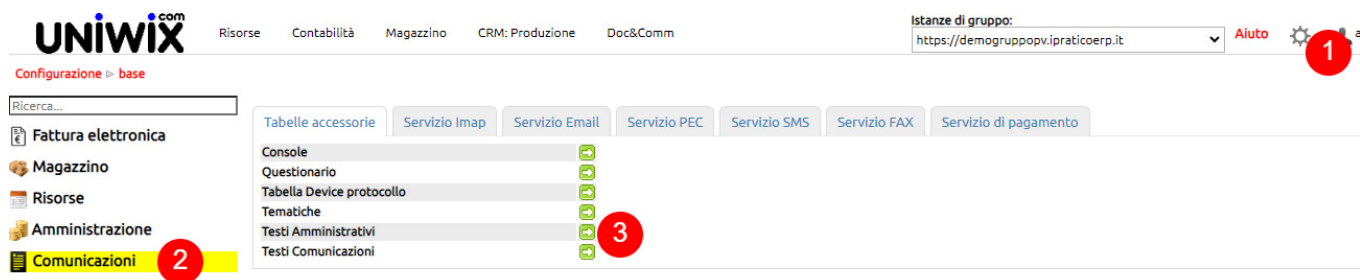 UNIWIX.com
Risorse Contabilità Magazzino CRM: Produzione Doc&Comm
Istanze di gruppo:
https://demogruppopv.ipraticoerp.it
Aiuto
1
a
Configurazione ▹ base
Ricerca...
Fattura elettronica
Magazzino
Risorse
Amministrazione
Comunicazioni
2
Tabelle accessorie Servizio Imap Servizio Email Servizio PEC Servizio SMS Servizio FAX Servizio di pagamento
Console
Questionario
Tabella Device protocollo
Tematiche
Testi Amministrativi
3
Testi Comunicazioni